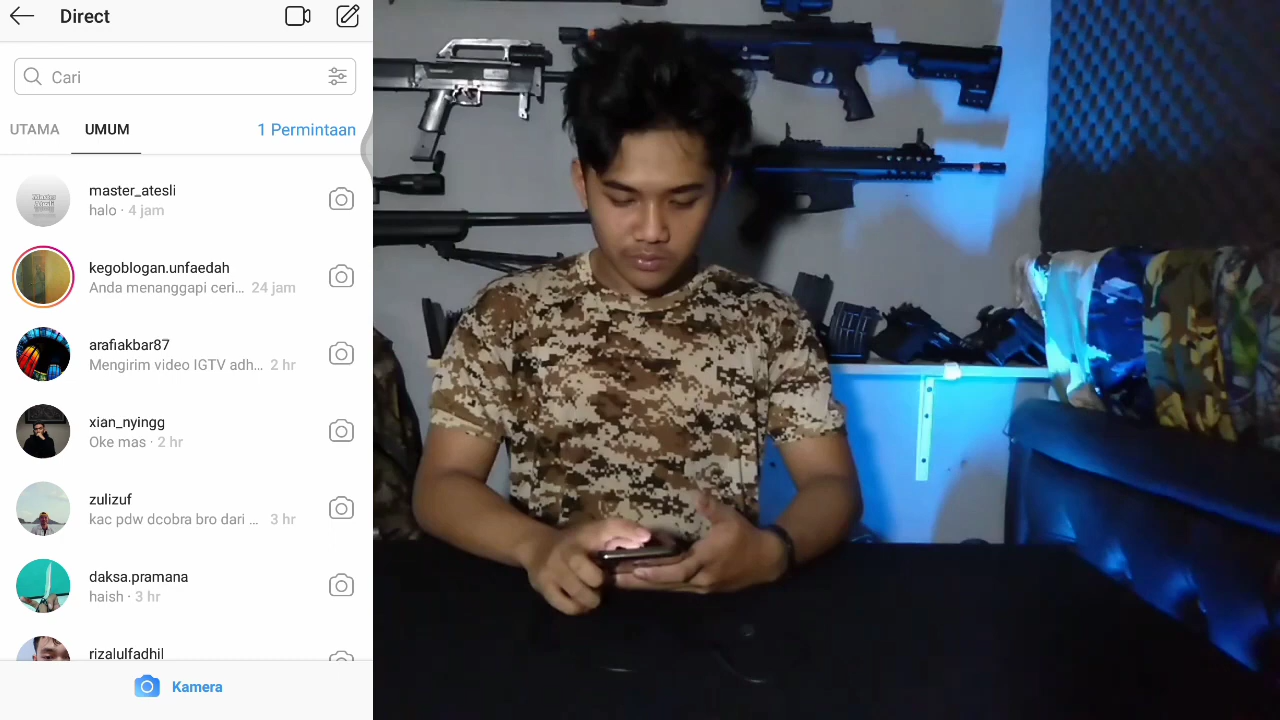 Direct
Cari
UTAMA UMUM 1 Permintaan
master_atesli
halo · 4 jam
kegoblogan.unfaedah
Anda menanggapi ceri... 24 jam
arafiakbar87
Mengirim video IGTV adh... 2 hr
xian_nyingg
Oke mas · 2 hr
zulizuf
kac pdw dcobra bro dari ... 3 hr
daksa.pramana
haish · 3 hr
rizalulfadhil
Kamera